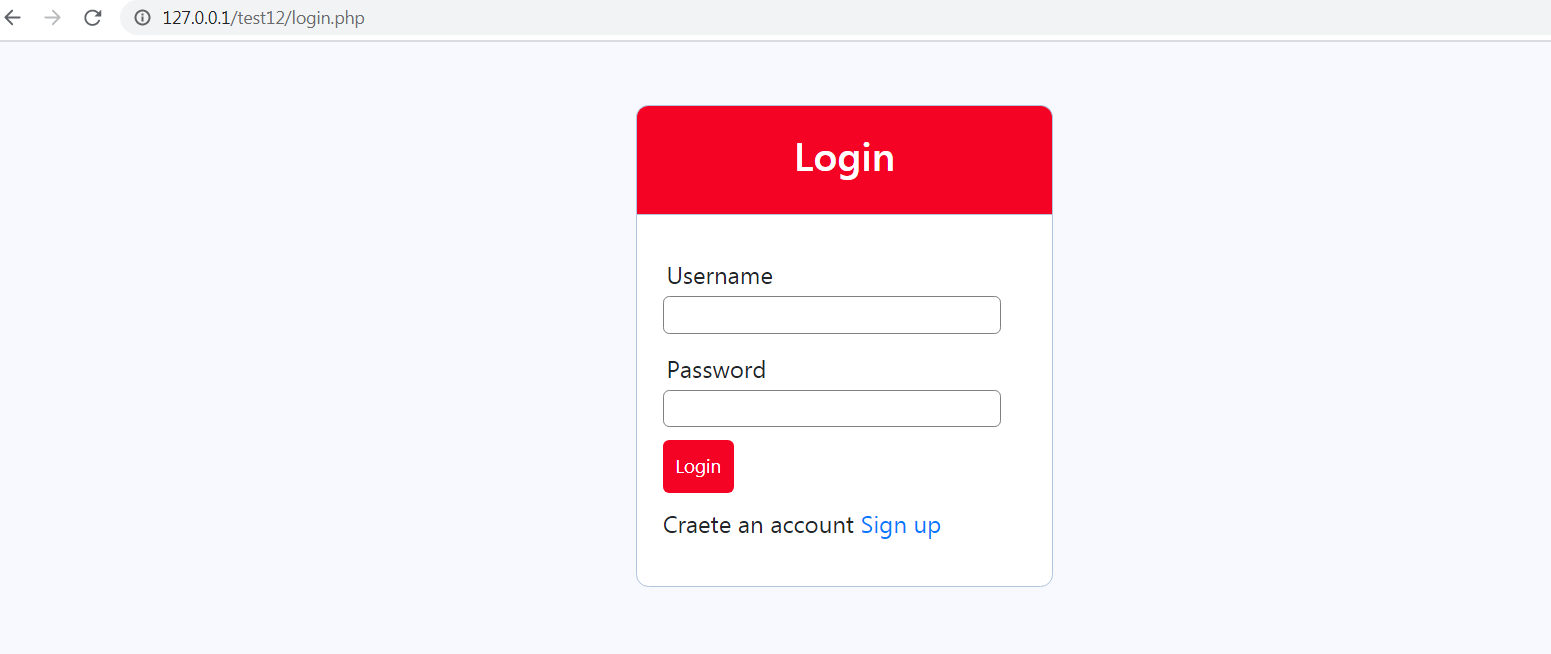 127.0.0.1/test12/login.php
Login
Username
Password
Login
Craete an account Sign up